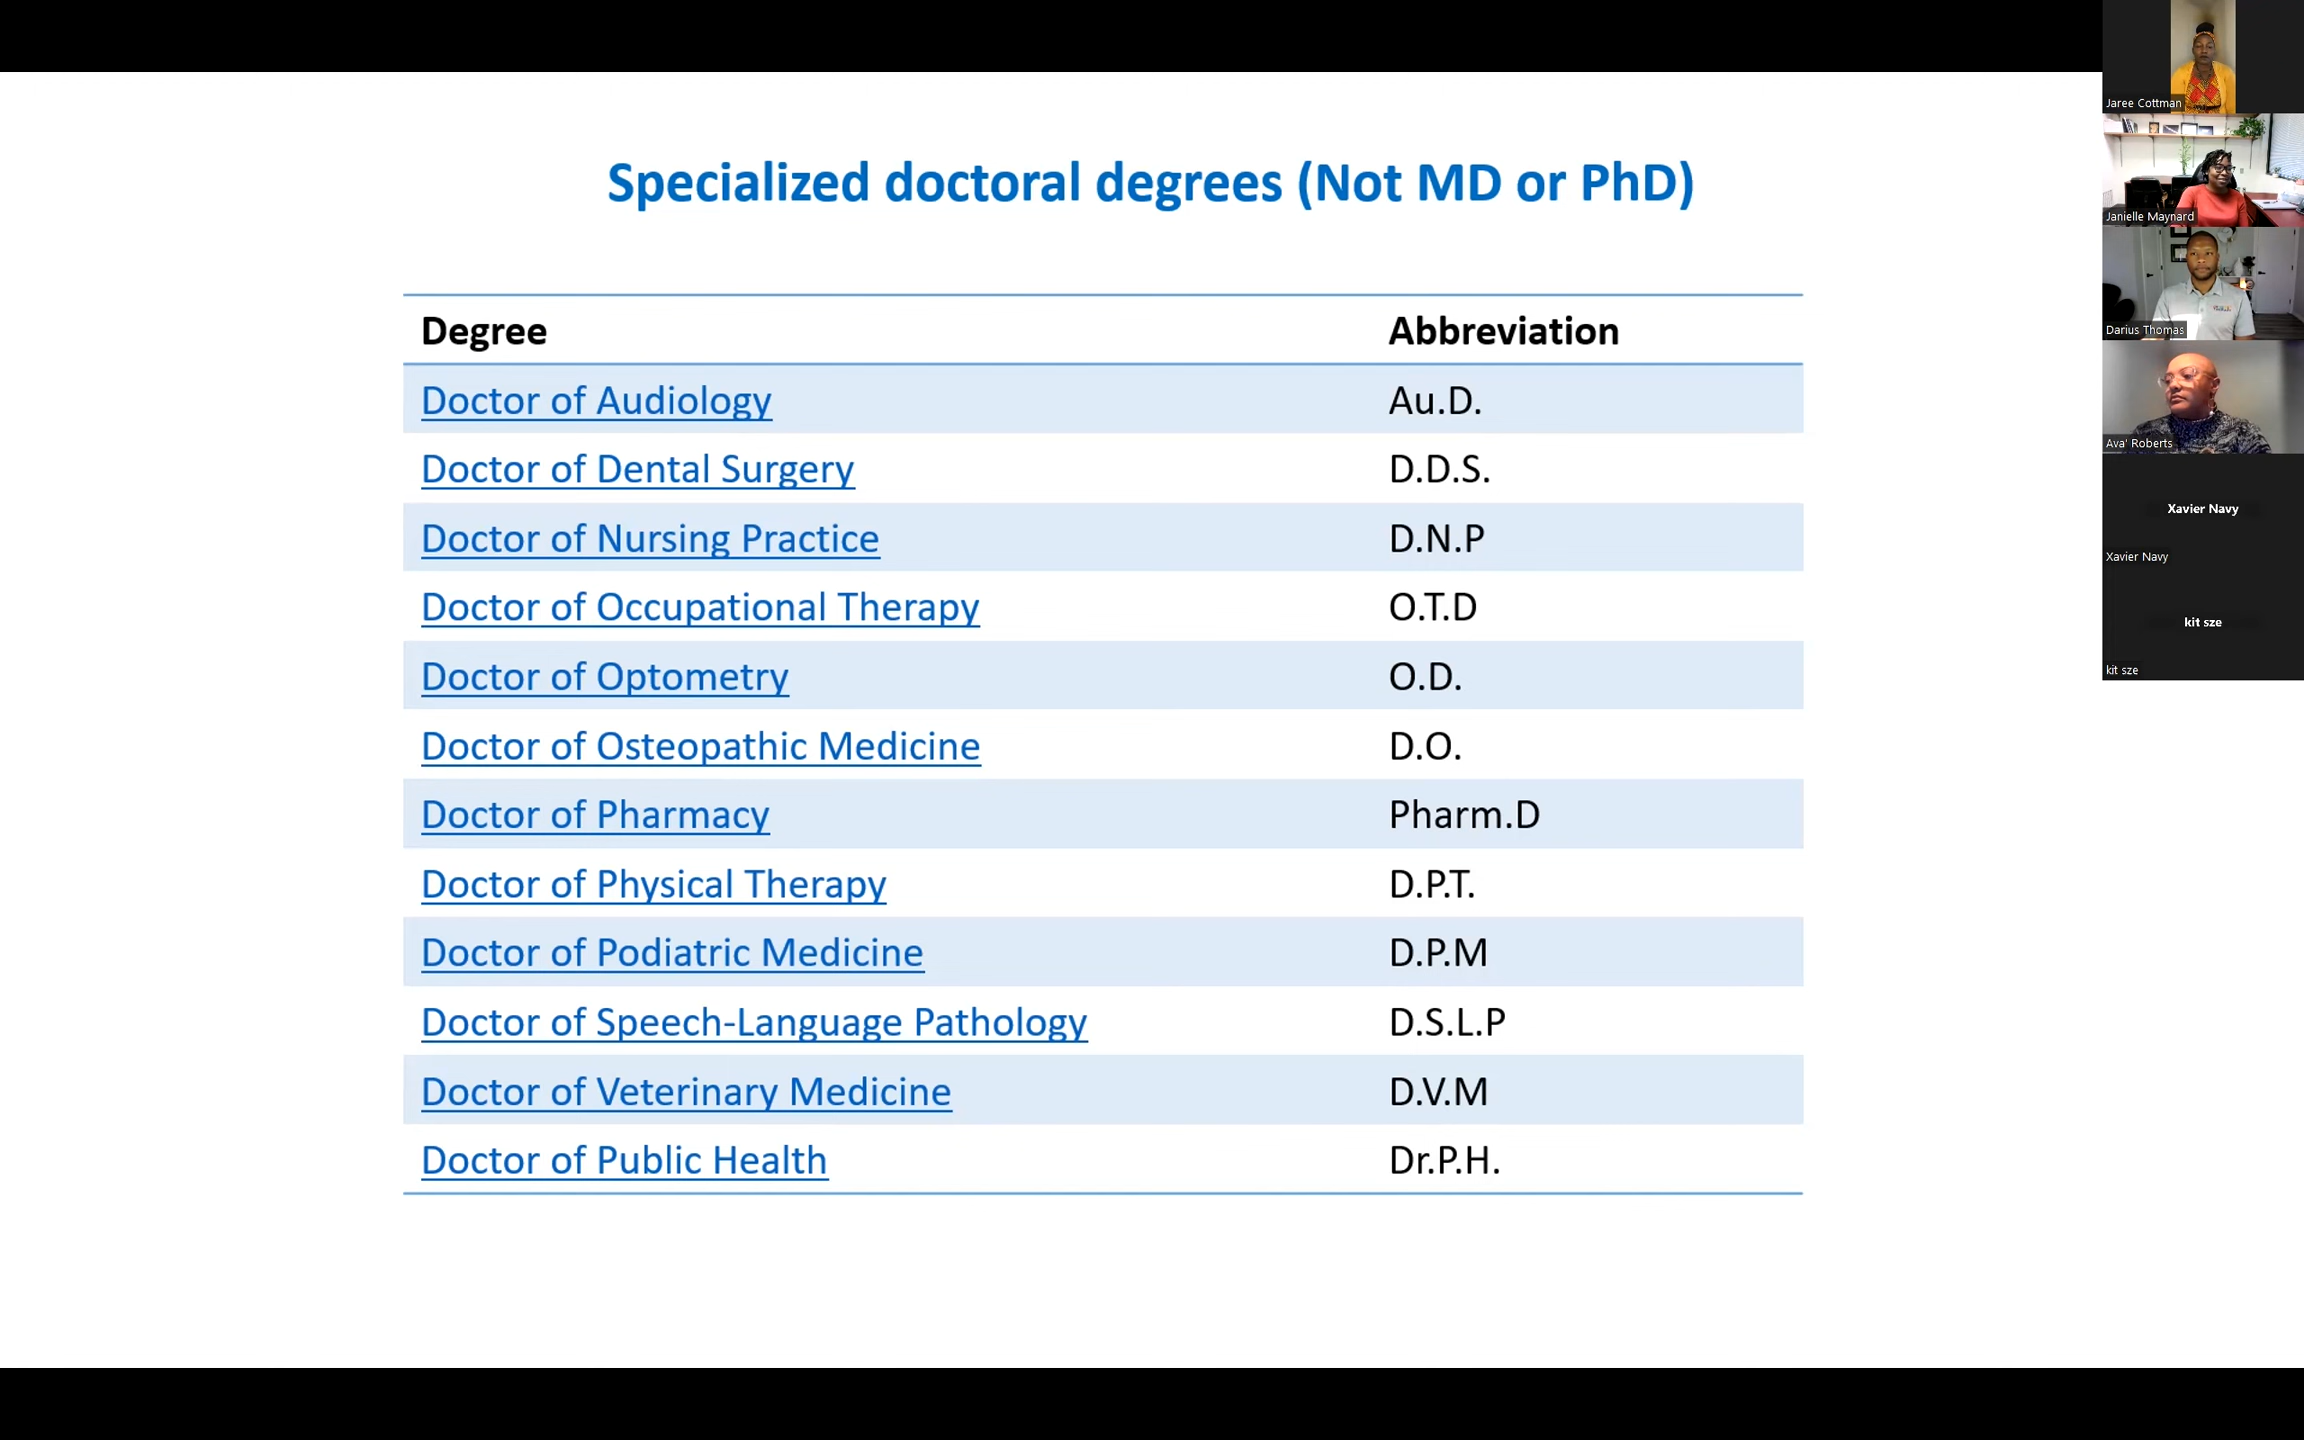 Specialized doctoral degrees (Not MD or PhD)
Degree Abbreviation
Doctor of Audiology Au.D.
Doctor of Dental Surgery D.D.S.
Doctor of Nursing Practice D.N.P
Doctor of Occupational Therapy O.T.D
Doctor of Optometry O.D.
Doctor of Osteopathic Medicine D.O.
Doctor of Pharmacy Pharm.D
Doctor of Physical Therapy D.P.T.
Doctor of Podiatric Medicine D.P.M
Doctor of Speech-Language Pathology D.S.L.P
Doctor of Veterinary Medicine D.V.M
Doctor of Public Health Dr.P.H.
Jaree Cottman
Janielle Maynard
Darius Thomas
Ava' Roberts
Xavier Navy
Xavier Navy
kit sze
kit sze